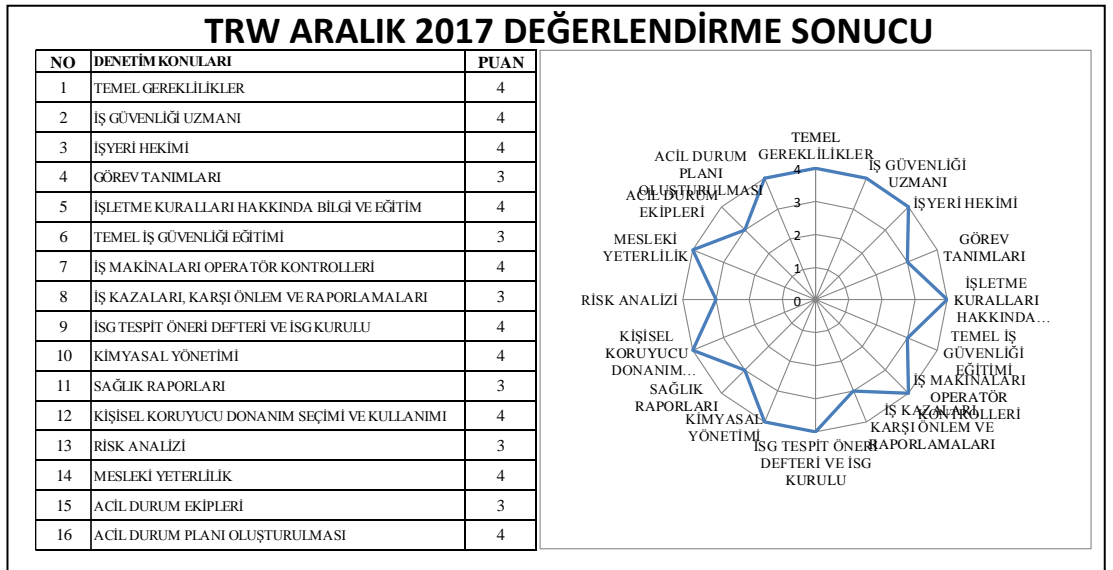 TRW ARALIK 2017 DEĞERLENDİRME SONUCU
NO DENETİM KONULARI PUAN
1 TEMEL GEREKLİLİKLER 4
2 İŞ GÜVENLİĞİ UZMANI 4
3 İŞYERİ HEKİMİ 4
4 GÖREV TANIMLARI 3
5 İŞLETME KURALLARI HAKKINDA BİLGİ VE EĞİTİM 4
6 TEMEL İŞ GÜVENLİĞİ EĞİTİMİ 3
7 İŞ MAKİNALARI OPERATÖR KONTROLLERİ 4
8 İŞ KAZALARI, KARŞI ÖNLEM VE RAPORLAMALARI 3
9 İSG TESPİT ÖNERİ DEFTERİ VE İSG KURULU 4
10 KİMYASAL YÖNETİMİ 4
11 SAĞLIK RAPORLARI 3
12 KİŞİSEL KORUYUCU DONANIM SEÇİMİ VE KULLANIMI 4
13 RİSK ANALİZİ 3
14 MESLEKİ YETERLİLİK 4
15 ACİL DURUM EKİPLERİ 3
16 ACİL DURUM PLANI OLUŞTURULMASI 4
TEMEL
GEREKLİLİKLER
İŞ GÜVENLİĞİ
UZMANI
İŞYERİ HEKİMİ
GÖREV
TANIMLARI
İŞLETME
KURALLARI
HAKKINDA…
TEMEL İŞ
GÜVENLİĞİ
EĞİTİMİ
İŞ MAKİNALARI
OPERATÖR
KONTROLLERİ
İŞ KAZALARI,
KARŞI ÖNLEM VE
RAPORLAMALARI
İSG TESPİT ÖNERİ
DEFTERİ VE İSG
KURULU
KİMYASAL
YÖNETİMİ
SAĞLIK
RAPORLARI
KİŞİSEL
KORUYUCU
DONANIM…
RİSK ANALİZİ
MESLEKİ
YETERLİLİK
ACİL DURUM
EKİPLERİ
ACİL DURUM
PLANI
OLUŞTURULMASI
4
3
2
1
0